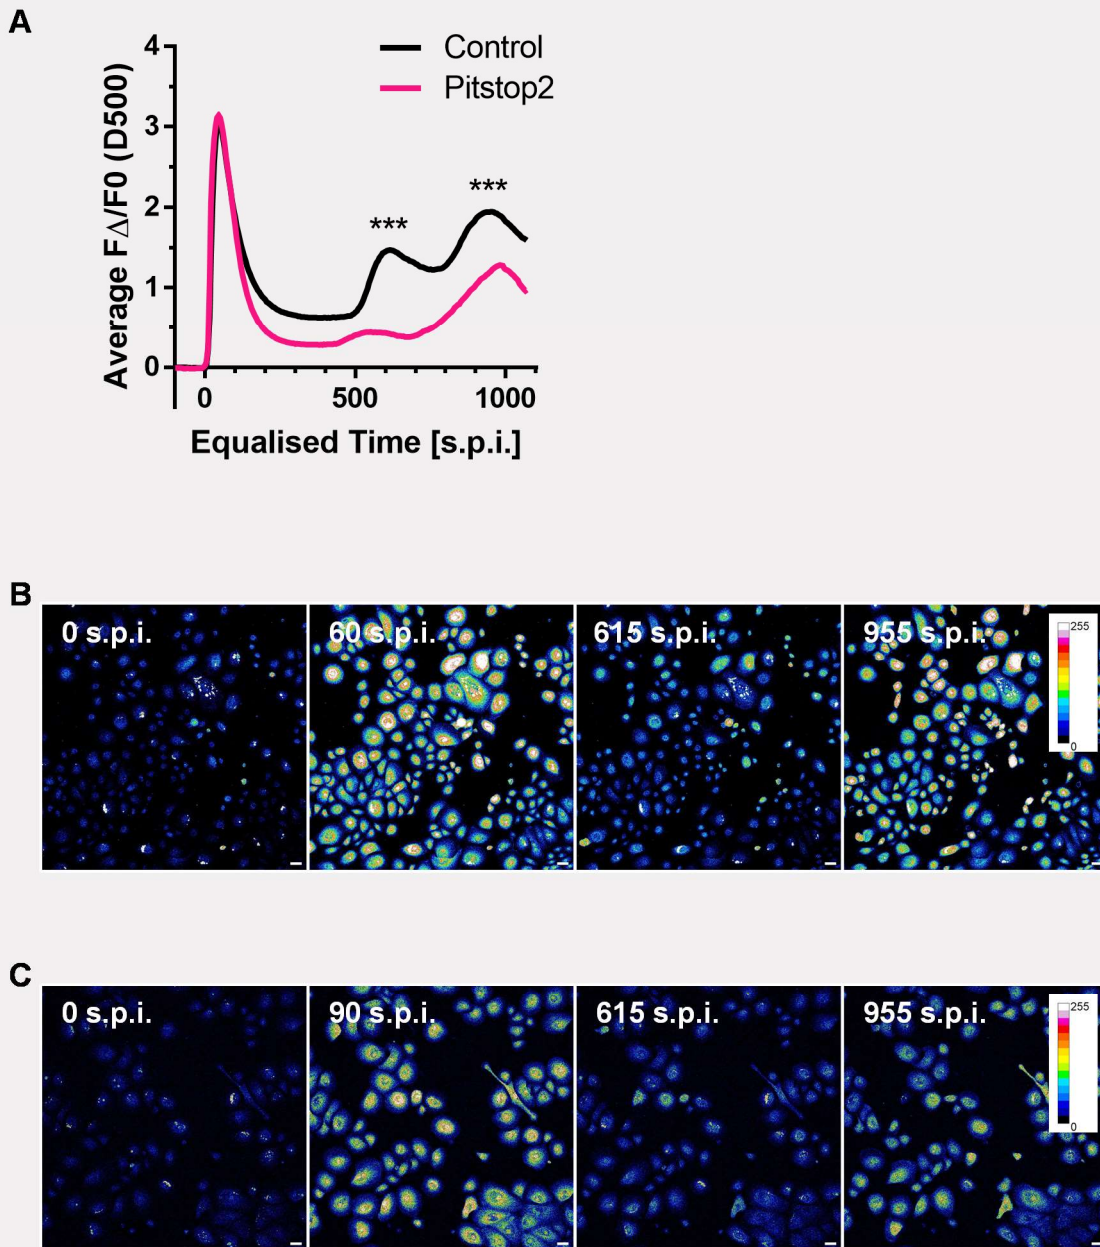 A
4
3
2
1
0
Average FΔ/F0 (D500)
Control
Pitstop2
***
***
0 500 1000
Equalised Time [s.p.i.]
B
0 s.p.i. 60 s.p.i. 615 s.p.i. 955 s.p.i.
255
0
C
0 s.p.i. 90 s.p.i. 615 s.p.i. 955 s.p.i.
255
0